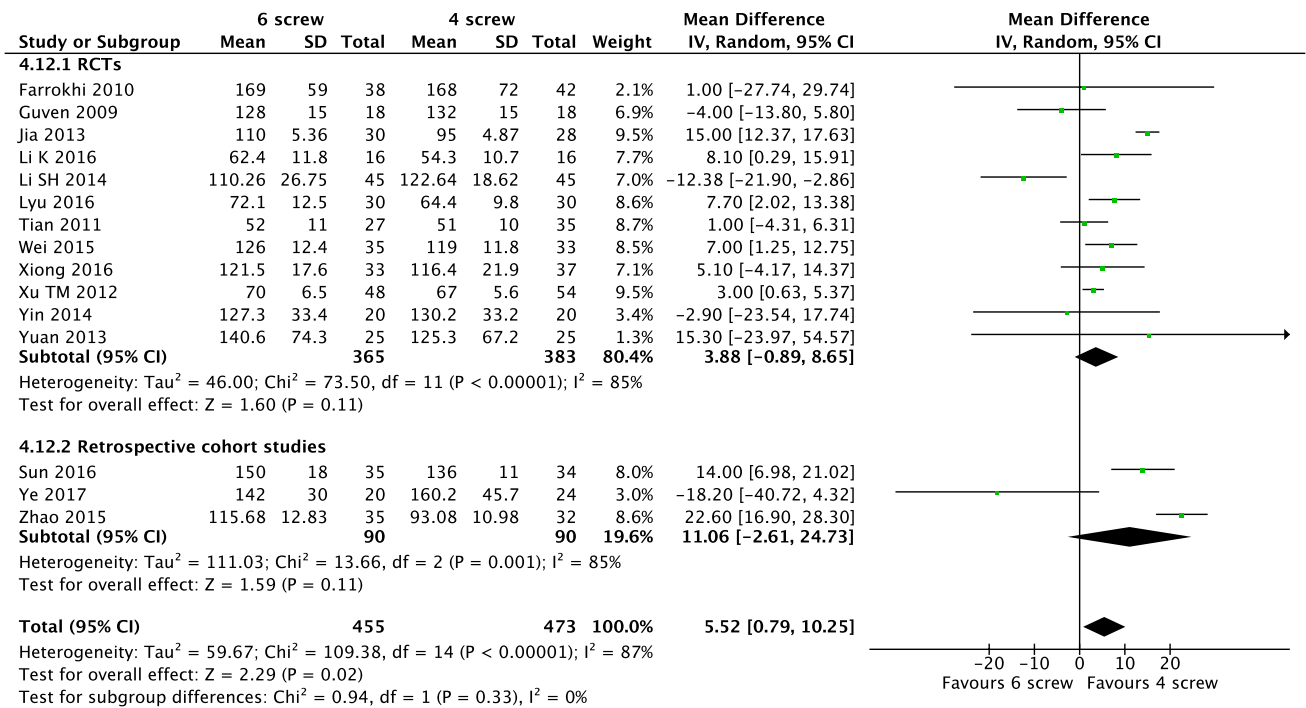 6 screw 4 screw Mean Difference Mean Difference
Study or Subgroup Mean SD Total Mean SD Total Weight IV, Random, 95% CI IV, Random, 95% CI
4.12.1 RCTs
Farrokhi 2010 169 59 38 168 72 42 2.1% 1.00 [−27.74, 29.74]
Guven 2009 128 15 18 132 15 18 6.9% −4.00 [−13.80, 5.80]
Jia 2013 110 5.36 30 95 4.87 28 9.5% 15.00 [12.37, 17.63]
Li K 2016 62.4 11.8 16 54.3 10.7 16 7.7% 8.10 [0.29, 15.91]
Li SH 2014 110.26 26.75 45 122.64 18.62 45 7.0% −12.38 [−21.90, −2.86]
Lyu 2016 72.1 12.5 30 64.4 9.8 30 8.6% 7.70 [2.02, 13.38]
Tian 2011 52 11 27 51 10 35 8.7% 1.00 [−4.31, 6.31]
Wei 2015 126 12.4 35 119 11.8 33 8.5% 7.00 [1.25, 12.75]
Xiong 2016 121.5 17.6 33 116.4 21.9 37 7.1% 5.10 [−4.17, 14.37]
Xu TM 2012 70 6.5 48 67 5.6 54 9.5% 3.00 [0.63, 5.37]
Yin 2014 127.3 33.4 20 130.2 33.2 20 3.4% −2.90 [−23.54, 17.74]
Yuan 2013 140.6 74.3 25 125.3 67.2 25 1.3% 15.30 [−23.97, 54.57]
Subtotal (95% CI) 365 383 80.4% 3.88 [−0.89, 8.65]
Heterogeneity: Tau² = 46.00; Chi² = 73.50, df = 11 (P < 0.00001); I² = 85%
Test for overall effect: Z = 1.60 (P = 0.11)
4.12.2 Retrospective cohort studies
Sun 2016 150 18 35 136 11 34 8.0% 14.00 [6.98, 21.02]
Ye 2017 142 30 20 160.2 45.7 24 3.0% −18.20 [−40.72, 4.32]
Zhao 2015 115.68 12.83 35 93.08 10.98 32 8.6% 22.60 [16.90, 28.30]
Subtotal (95% CI) 90 90 19.6% 11.06 [−2.61, 24.73]
Heterogeneity: Tau² = 111.03; Chi² = 13.66, df = 2 (P = 0.001); I² = 85%
Test for overall effect: Z = 1.59 (P = 0.11)
Total (95% CI) 455 473 100.0% 5.52 [0.79, 10.25]
Heterogeneity: Tau² = 59.67; Chi² = 109.38, df = 14 (P < 0.00001); I² = 87%
Test for overall effect: Z = 2.29 (P = 0.02)
Test for subgroup differences: Chi² = 0.94, df = 1 (P = 0.33), I² = 0%
−20 −10 0 10 20
Favours 6 screw Favours 4 screw